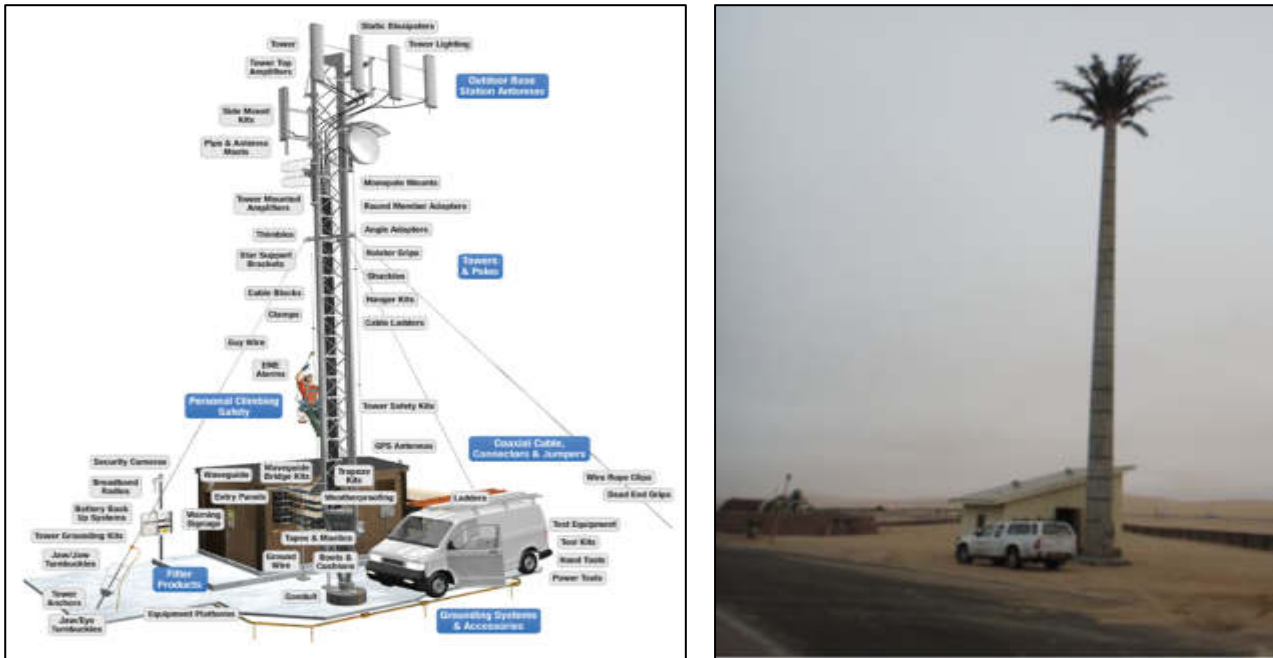 Static Dissipaters
Tower
Tower Lighting
Tower Top
Amplifiers
Outdoor Base
Station Antennas
Side Mount
Kits
Pipe & Antenna
Mounts
Monopole Mounts
Tower Mounted
Amplifiers
Round Member Adapters
Thimbles
Angle Adapters
Star Support
Brackets
Hoister Grips
Towers
& Poles
Shackles
Cable Blocks
Hanger Kits
Clamps
Cable Ladders
Guy Wire
EME
Alarms
Personal Climbing
Safety
Tower Safety Kits
GPS Antennas
Coaxial Cable,
Connectors & Jumpers
Security Cameras
Waveguide
Waveguide
Bridge Kits
Trapeze
Kits
Wire Rope Clips
Broadband
Radios
Entry Panels
Weatherproofing
Ladders
Dead End Grips
Battery Back
Up Systems
Warning
Signage
Test Equipment
Tower Grounding Kits
Tapes & Mastics
Test Kits
Jaw/Jaw
Turnbuckles
Ground
Wire
Boots &
Cushions
Hand Tools
Filter
Products
Power Tools
Tower
Anchors
Conduit
Equipment Platforms
Jaw/Eye
Turnbuckles
Grounding Systems
& Accessories